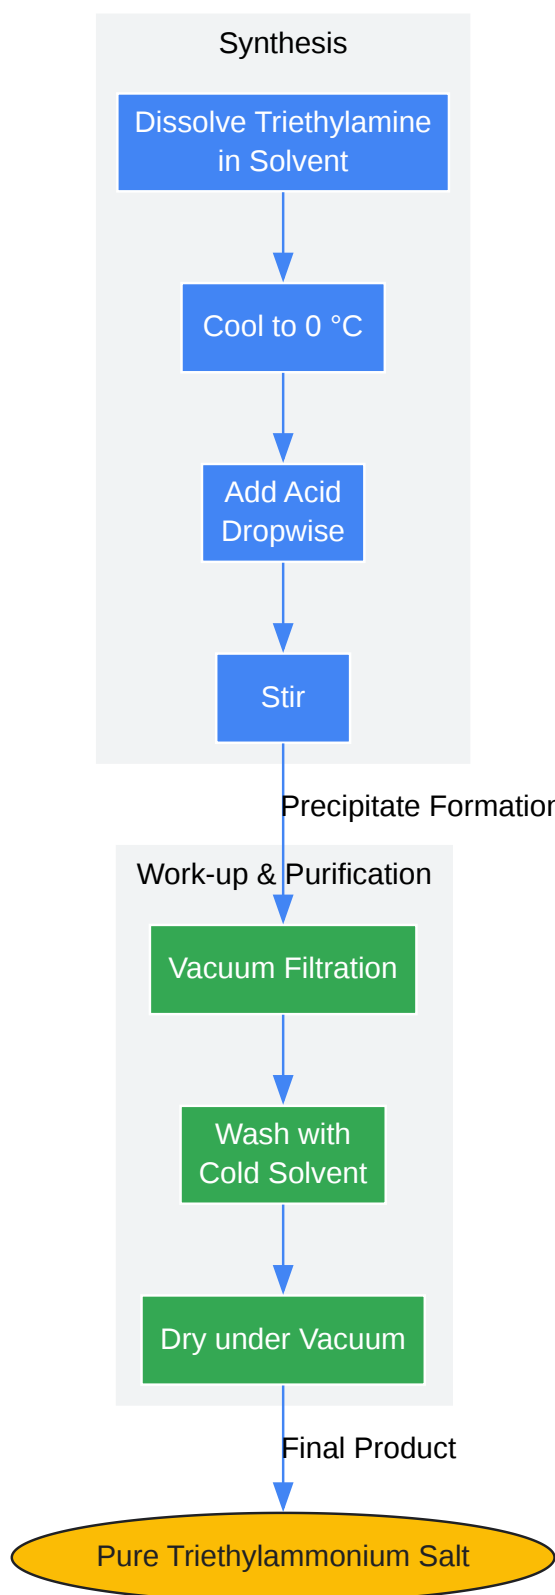 Synthesis
Dissolve Triethylamine
in Solvent
Cool to 0 °C
Add Acid
Dropwise
Stir
Precipitate Formation
Work-up & Purification
Vacuum Filtration
Wash with
Cold Solvent
Dry under Vacuum
Final Product
Pure Triethylammonium Salt